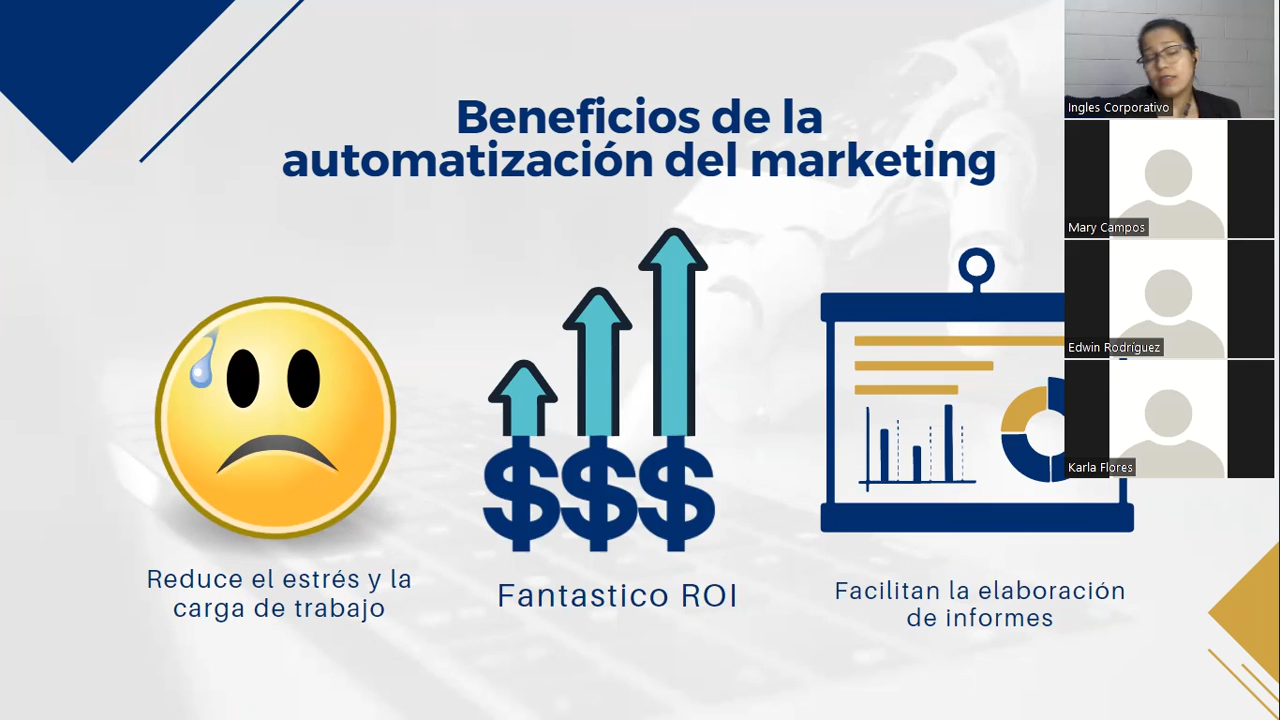 Beneficios de la
automatización del marketing
$$$
Reduce el estrés y la
carga de trabajo
Fantastico ROI
Facilitan la elaboración
de informes
Ingles Corporativo
Mary Campos
Edwin Rodríguez
Karla Flores